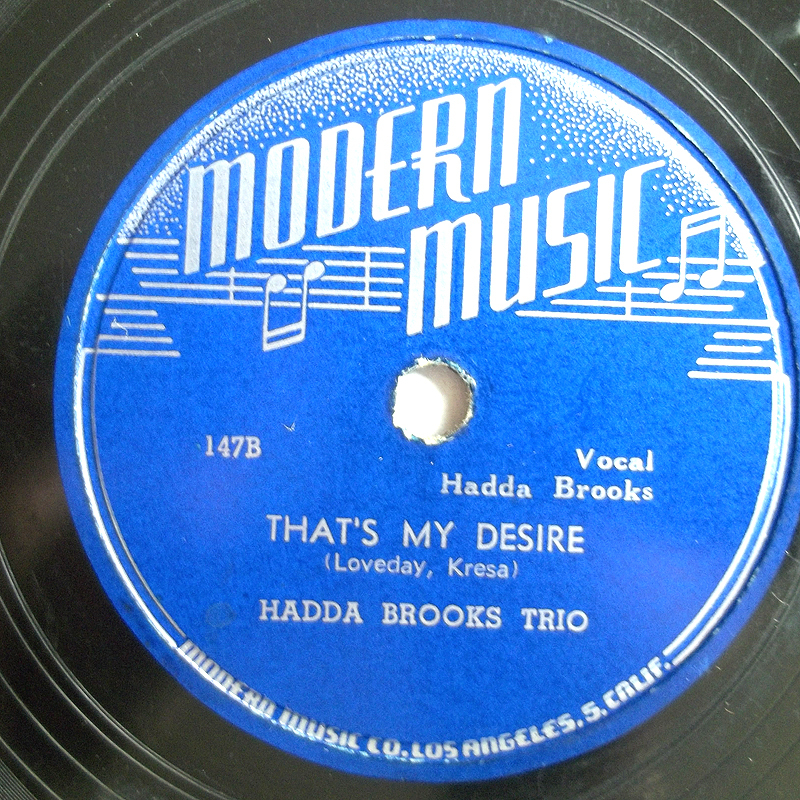 MODERN
MUSIC
147B
Vocal
Hadda Brooks
THAT'S MY DESIRE
(Loveday, Kresa)
HADDA BROOKS TRIO
MODERN MUSIC CO. LOS ANGELES. S. CALIF.